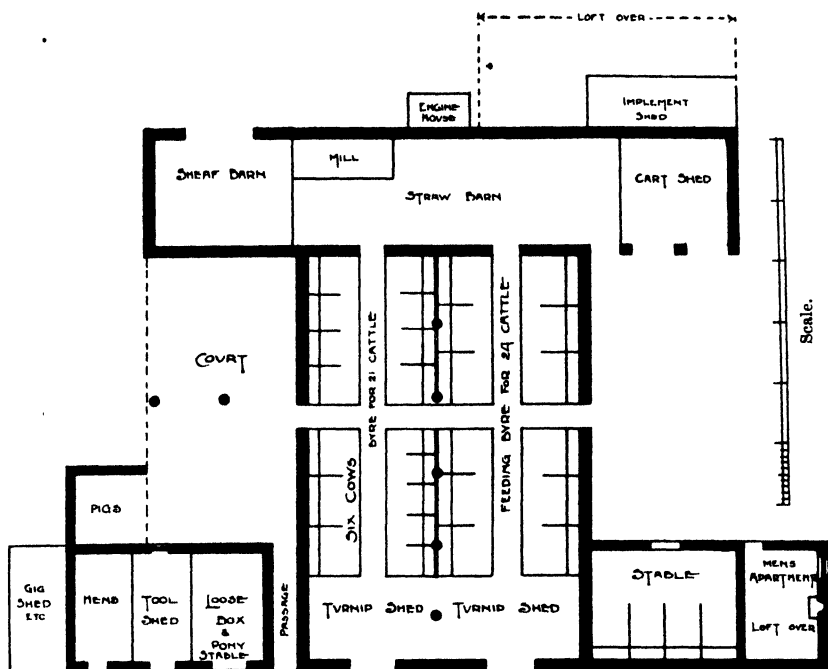 LOFT OVER
ENGINE
HOUSE
IMPLEMENT
SHED
SHEAF BARN
MILL
STRAW BARN
CART SHED
Scale.
COURT
BYRE FOR 21 CATTLE
FEEDING BYRE FOR 24 CATTLE
SIX COWS
PIGS
GIG
SHED
ETC
HENS
TOOL
SHED
LOOSE
BOX
&
PONY
STABLE
PASSAGE
TURNIP SHED
TURNIP SHED
STABLE
MENS
APARTMENT
LOFT OVER